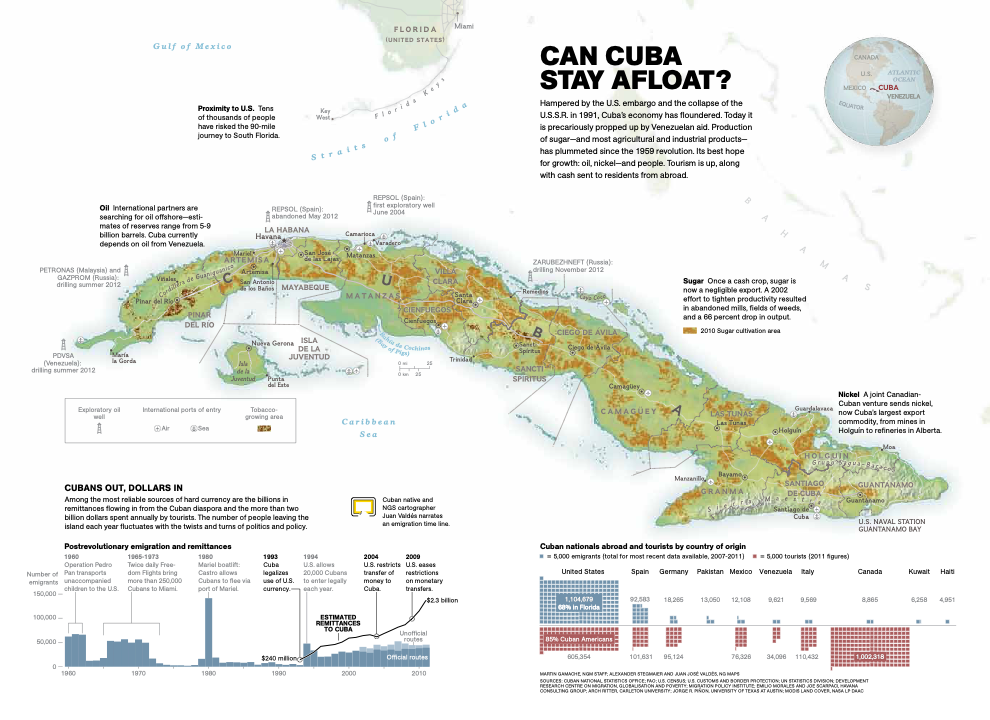 Gulf of Mexico
FLORIDA
(UNITED STATES)
Miami
Florida Keys
Key
West
Straits of Florida
Proximity to U.S. Tens
of thousands of people
have risked the 90-mile
journey to South Florida.
CAN CUBA
STAY AFLOAT?
Hampered by the U.S. embargo and the collapse of the
U.S.S.R. in 1991, Cuba's economy has floundered. Today it
is precariously propped up by Venezuelan aid. Production
of sugar—and most agricultural and industrial products—
has plummeted since the 1959 revolution. Its best hope
for growth: oil, nickel—and people. Tourism is up, along
with cash sent to residents from abroad.
CANADA
U.S.
ATLANTIC
OCEAN
MEXICO
CUBA
VENEZUELA
EQUATOR
BAHAMAS
Oil International partners are
searching for oil offshore—esti-
mates of reserves range from 5-9
billion barrels. Cuba currently
depends on oil from Venezuela.
REPSOL (Spain):
abandoned May 2012
REPSOL (Spain):
first exploratory well
June 2004
PETRONAS (Malaysia) and
GAZPROM (Russia):
drilling summer 2012
PDVSA
(Venezuela):
drilling summer 2012
ZARUBEZHNEFT (Russia):
drilling November 2012
LA HABANA
Havana
Mariel
ARTEMISA
Artemisa
San José
de las Lajas
San Antonio
de los Baños
MAYABEQUE
Camarioca
Varadero
Matanzas
MATANZAS
Viñales
Cordillera de Guaniguanico
Pinar del Río
PINAR
DEL RÍO
María
la Gorda
Nueva Gerona
ISLA
DE LA
JUVENTUD
Isla
de la
Juventud
Punta
del Este
VILLA
CLARA
Santa
Clara
CIENFUEGOS
Cienfuegos
Bahía de Cochinos
(Bay of Pigs)
Trinidad
Remedios
Cayo Coco
Sancti
Spíritus
SANCTI
SPÍRITUS
CIEGO DE ÁVILA
Ciego de Ávila
CUBA
Camagüey
CAMAGÜEY
LAS TUNAS
Las Tunas
Guardalavaca
Holguín
HOLGUÍN
Moa
Manzanillo
Bayamo
GRANMA
Sierra Maestra
SANTIAGO
DE CUBA
Santiago de
Cuba
GUANTÁNAMO
Guantánamo
U.S. NAVAL STATION
GUANTANAMO BAY
0 mi 25
0 km 25
Sugar Once a cash crop, sugar is
now a negligible export. A 2002
effort to tighten productivity resulted
in abandoned mills, fields of weeds,
and a 66 percent drop in output.
2010 Sugar cultivation area
Nickel A joint Canadian-
Cuban venture sends nickel,
now Cuba's largest export
commodity, from mines in
Holguín to refineries in Alberta.
Exploratory oil
well
International ports of entry
Air
Sea
Tobacco-
growing area
Caribbean
Sea
CUBANS OUT, DOLLARS IN
Among the most reliable sources of hard currency are the billions in
remittances flowing in from the Cuban diaspora and the more than two
billion dollars spent annually by tourists. The number of people leaving the
island each year fluctuates with the twists and turns of politics and policy.
Cuban native and
NGS cartographer
Juan Valdés narrates
an emigration time line.
Postrevolutionary emigration and remittances
1960
Operation Pedro
Pan transports
unaccompanied
children to the U.S.
1965-1973
Twice daily Free-
dom Flights bring
more than 250,000
Cubans to Miami.
1980
Mariel boatlift:
Castro allows
Cubans to flee via
port of Mariel.
1993
Cuba
legalizes
use of U.S.
currency.
1994
U.S. allows
20,000 Cubans
to enter legally
each year.
2004
U.S. restricts
transfer of
money to
Cuba.
2009
U.S. eases
restrictions
on monetary
transfers.
Number of
emigrants
150,000
100,000
50,000
0
1960
1970
1980
1990
2000
2010
$240 million
ESTIMATED
REMITTANCES
TO CUBA
$2.3 billion
Unofficial
routes
Official routes
Cuban nationals abroad and tourists by country of origin
= 5,000 emigrants (total for most recent data available, 2007-2011)
= 5,000 tourists (2011 figures)
United States Spain Germany Pakistan Mexico Venezuela Italy Canada Kuwait Haiti
1,104,679
68% in Florida
92,583 18,265 13,050 12,108 9,621 9,569 8,865 6,258 4,951
85% Cuban Americans
605,354 101,631 95,124 76,326 34,096 110,432 1,002,318
MARTIN GAMACHE, NGM STAFF; ALEXANDER STEGMAIER AND JUAN JOSÉ VALDÉS, NG MAPS
SOURCES: CUBAN NATIONAL STATISTICS OFFICE; FAO; U.S. CENSUS; U.S. CUSTOMS AND BORDER PROTECTION; UN STATISTICS DIVISION; DEVELOPMENT
RESEARCH CENTRE ON MIGRATION, GLOBALISATION AND POVERTY; MIGRATION POLICY INSTITUTE; EMILIO MORALES AND JOE SCARPACI, HAVANA
CONSULTING GROUP; ARCH RITTER, CARLETON UNIVERSITY; JORGE R. PIÑON, UNIVERSITY OF TEXAS AT AUSTIN; MODIS LAND COVER, NASA LP DAAC